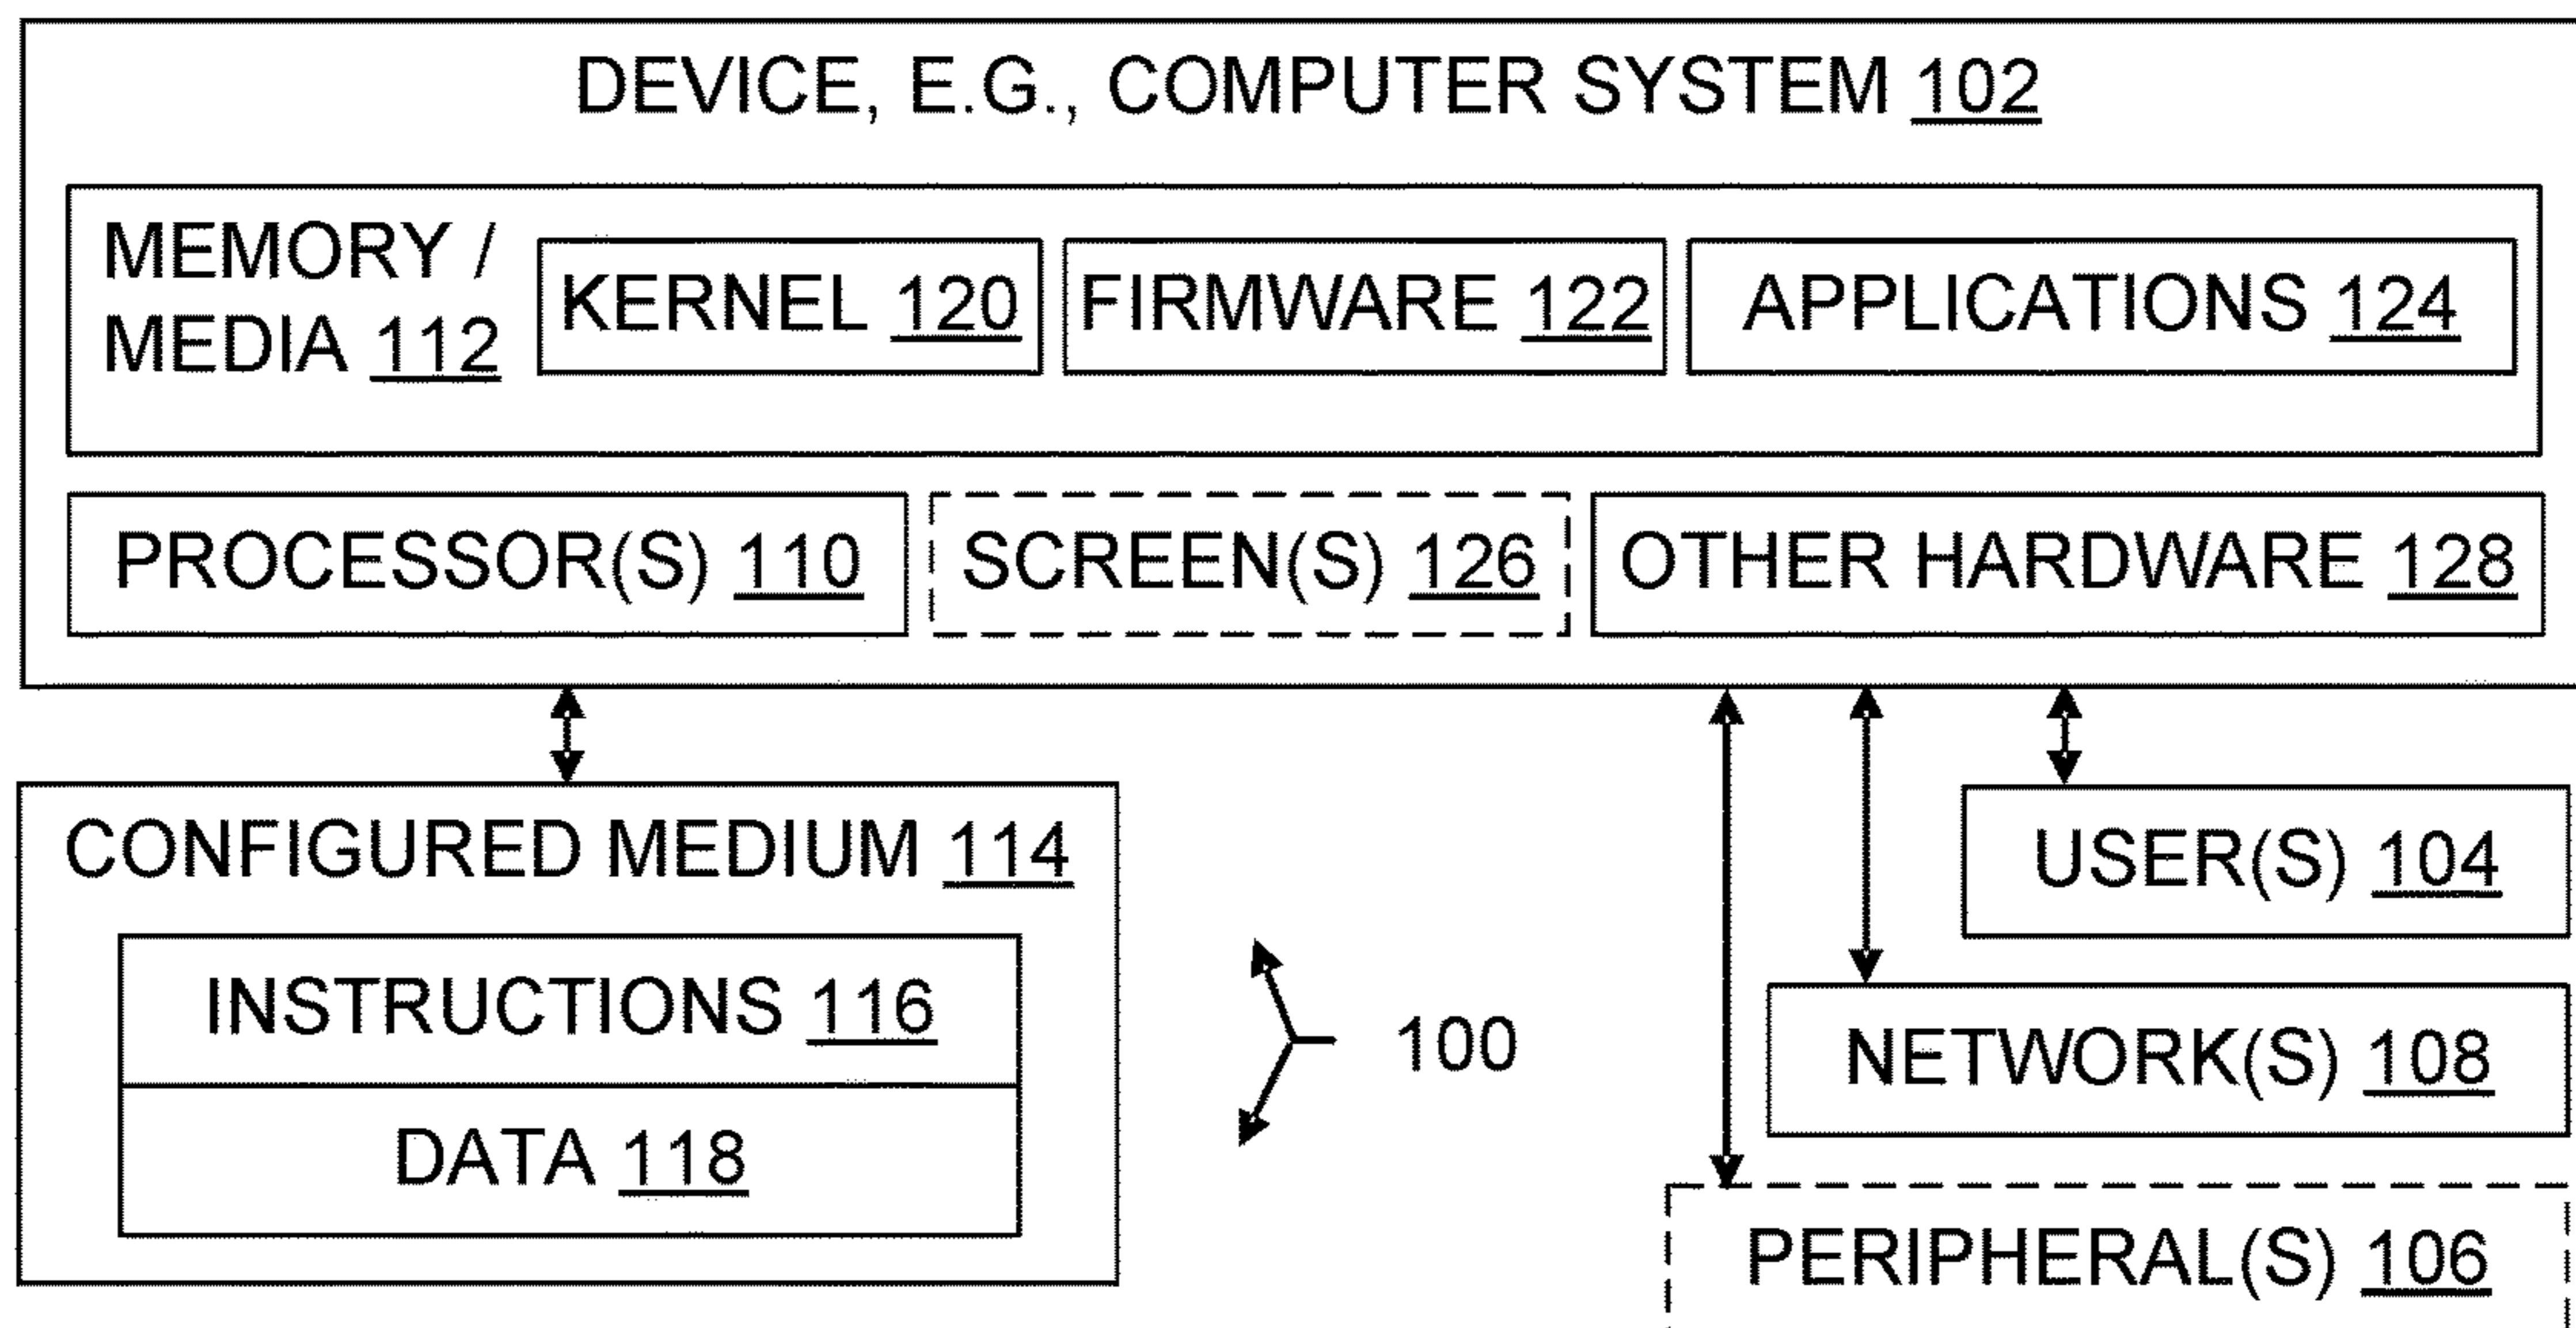 DEVICE, E.G., COMPUTER SYSTEM 102
MEMORY /
MEDIA 112
KERNEL 120
FIRMWARE 122
APPLICATIONS 124
PROCESSOR(S) 110
SCREEN(S) 126
OTHER HARDWARE 128
CONFIGURED MEDIUM 114
INSTRUCTIONS 116
DATA 118
100
USER(S) 104
NETWORK(S) 108
PERIPHERAL(S) 106